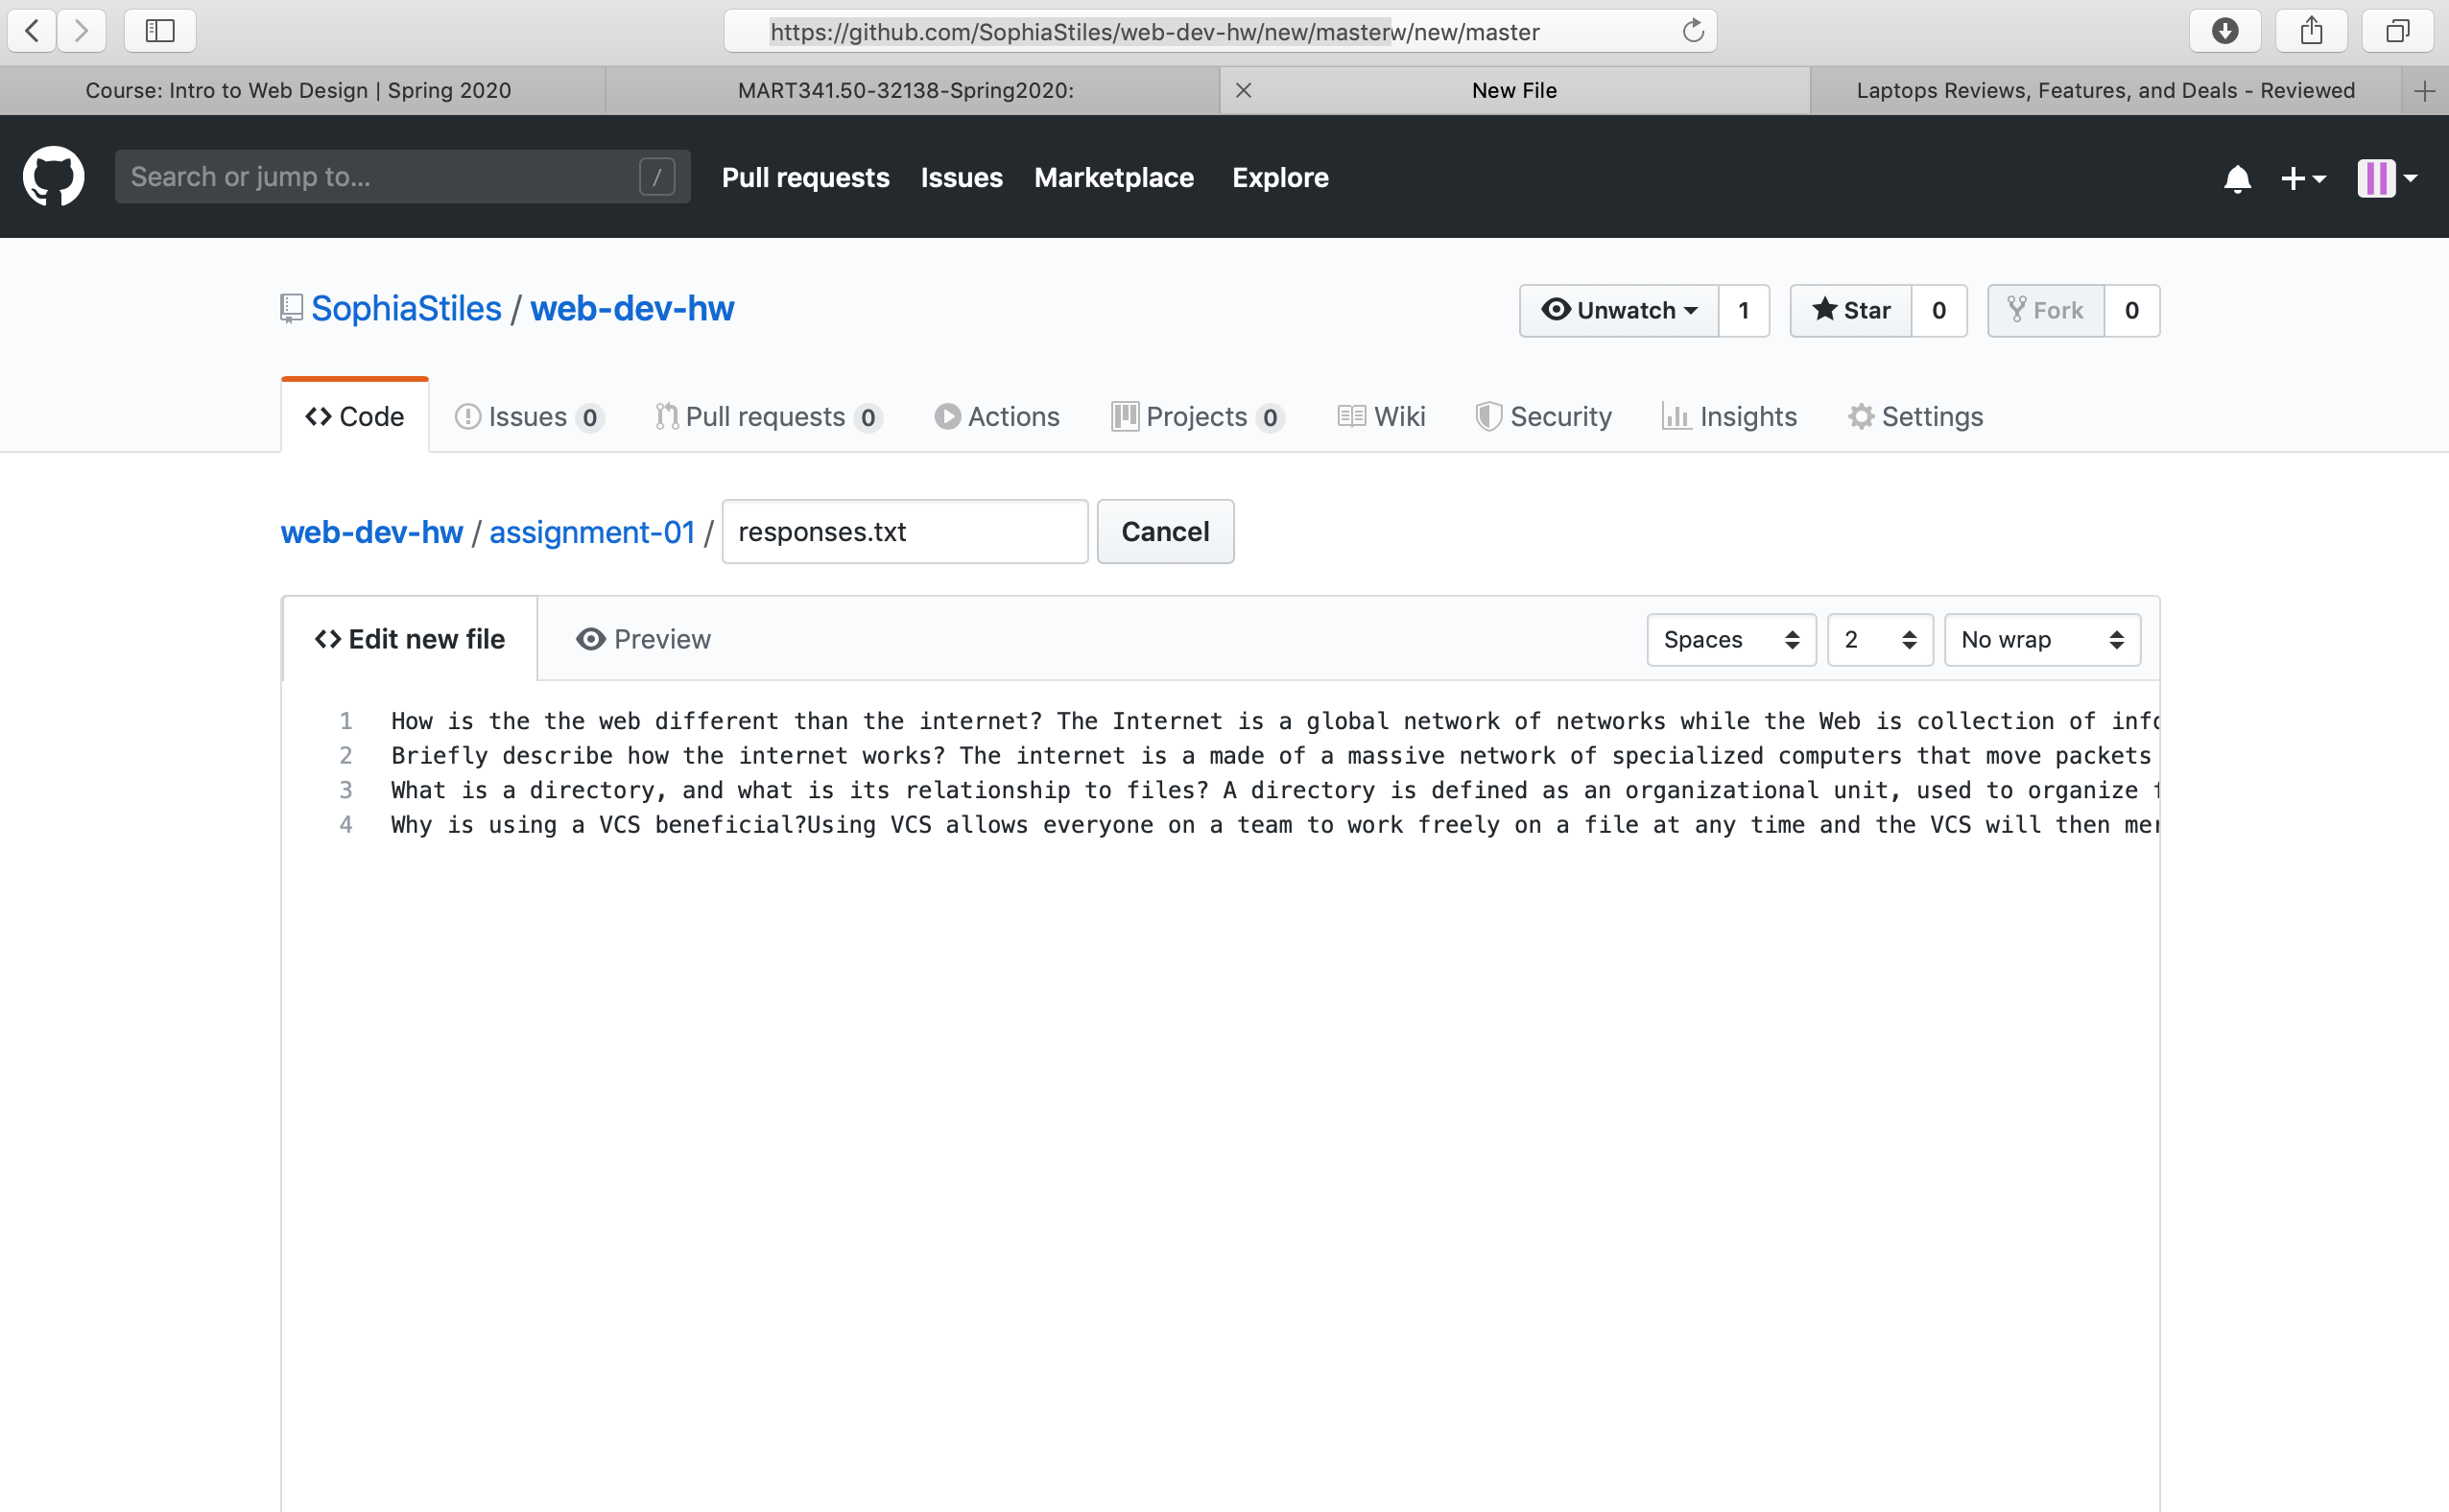 https://github.com/SophiaStiles/web-dev-hw/new/masterw/new/master
Course: Intro to Web Design | Spring 2020
MART341.50-32138-Spring2020:
New File
Laptops Reviews, Features, and Deals - Reviewed
Search or jump to... /
Pull requests Issues Marketplace Explore
SophiaStiles / web-dev-hw
Unwatch 1 Star 0 Fork 0
Code Issues 0 Pull requests 0 Actions Projects 0 Wiki Security Insights Settings
web-dev-hw / assignment-01 / responses.txt Cancel
Edit new file Preview Spaces 2 No wrap
1 How is the the web different than the internet? The Internet is a global network of networks while the Web is collection of info
2 Briefly describe how the internet works? The internet is a made of a massive network of specialized computers that move packets
3 What is a directory, and what is its relationship to files? A directory is defined as an organizational unit, used to organize
4 Why is using a VCS beneficial?Using VCS allows everyone on a team to work freely on a file at any time and the VCS will then mer